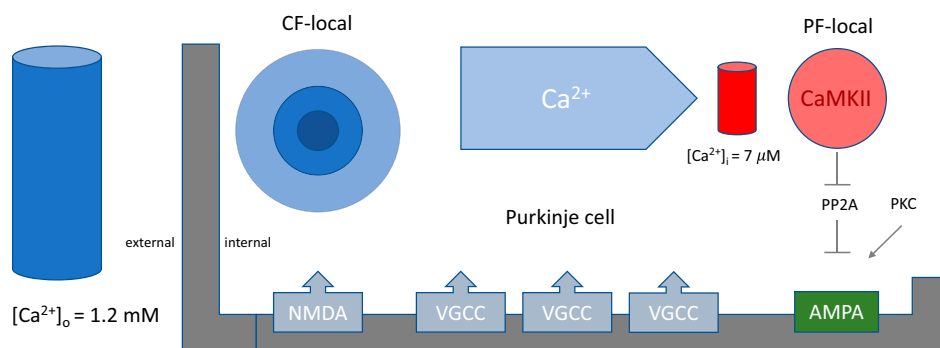 CF-local
PF-local
Ca²⁺
CaMKII
[Ca²⁺]ᵢ = 7 μM
Purkinje cell
PP2A
PKC
external
internal
[Ca²⁺]ₒ = 1.2 mM
NMDA
VGCC
VGCC
VGCC
AMPA